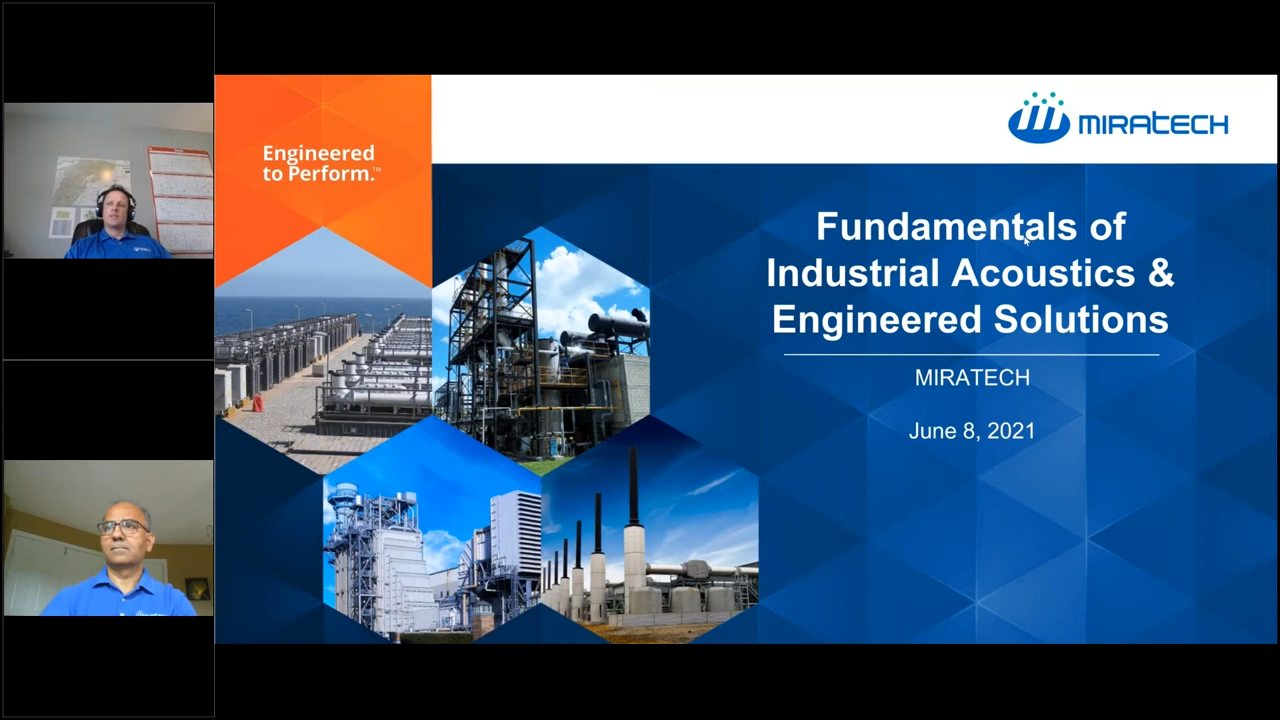 Engineered
to Perform.™
MIRATECH
Fundamentals of
Industrial Acoustics &
Engineered Solutions
MIRATECH
June 8, 2021